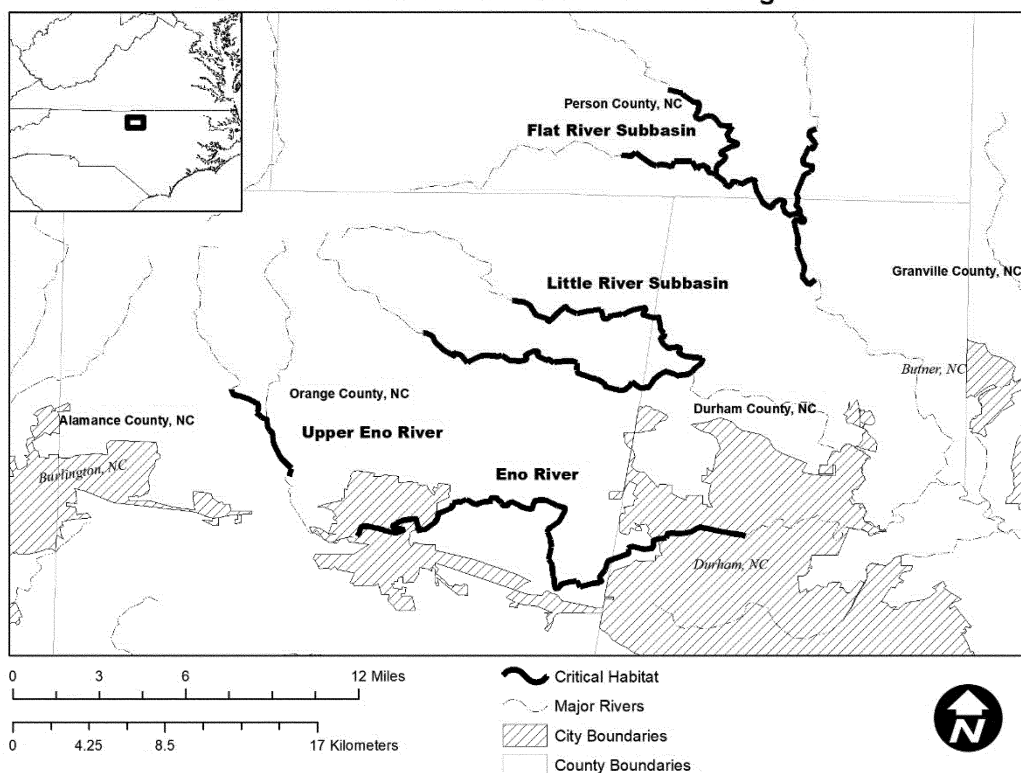 Person County, NC
Flat River Subbasin
Granville County, NC
Little River Subbasin
Butner, NC
Orange County, NC
Durham County, NC
Alamance County, NC
Upper Eno River
Burlington, NC
Eno River
Durham, NC
0 3 6 12 Miles
0 4.25 8.5 17 Kilometers
Critical Habitat
Major Rivers
City Boundaries
County Boundaries
N